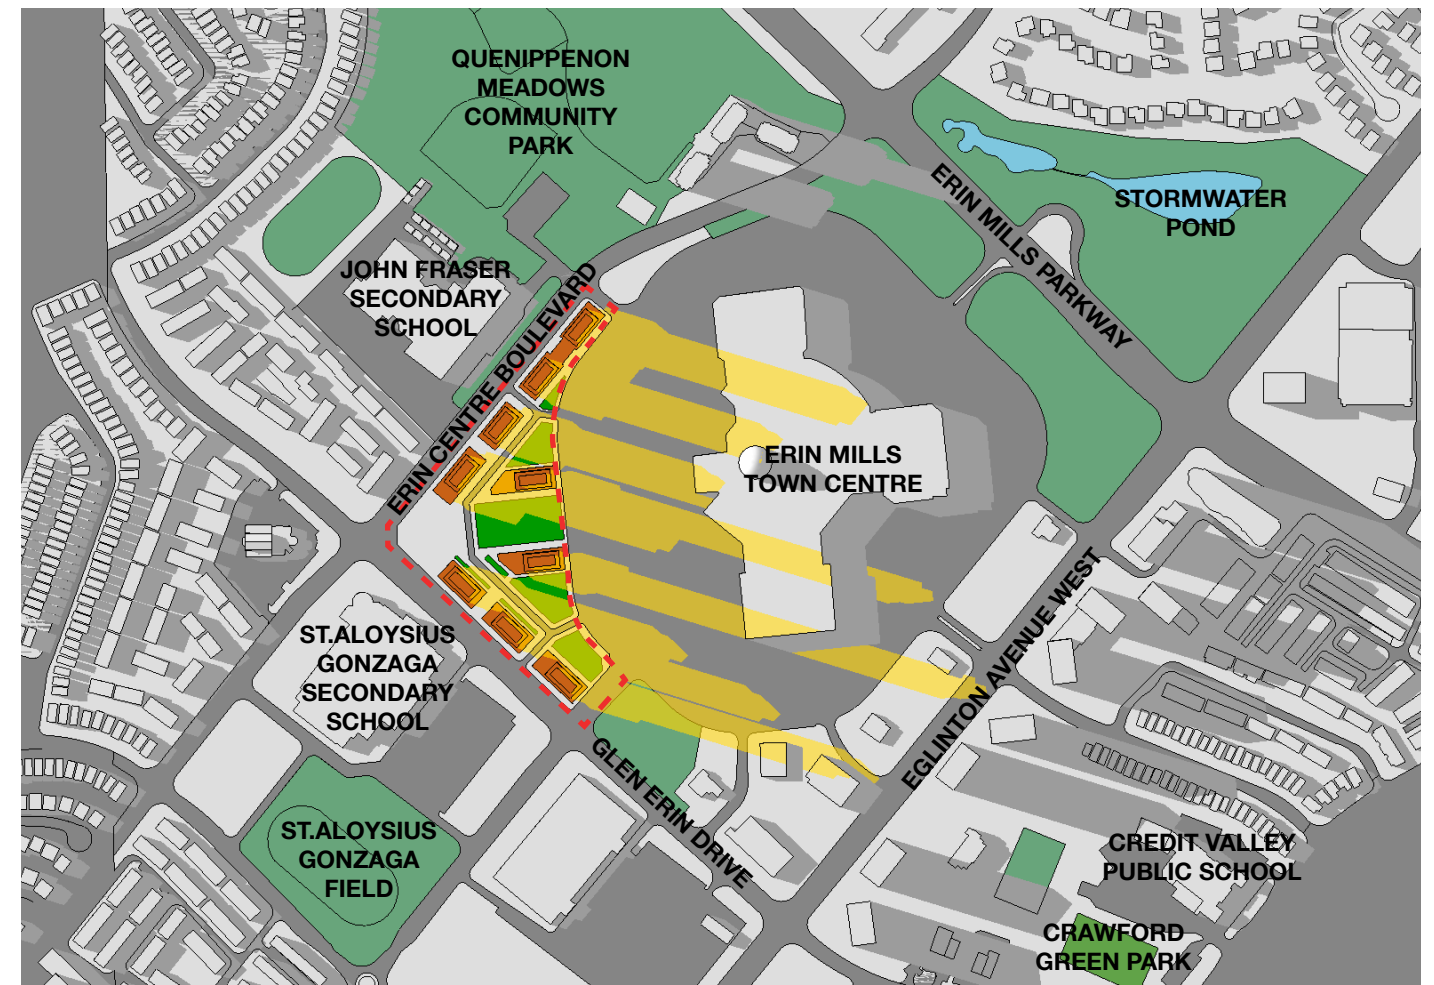 QUENIPPENON
MEADOWS
COMMUNITY
PARK
ERIN MILLS PARKWAY
STORMWATER
POND
JOHN FRASER
SECONDARY
SCHOOL
ERIN CENTRE BOULEVARD
ERIN MILLS
TOWN CENTRE
EGLINTON AVENUE WEST
ST.ALOYSIUS
GONZAGA
SECONDARY
SCHOOL
GLEN ERIN DRIVE
ST.ALOYSIUS
GONZAGA
FIELD
CREDIT VALLEY
PUBLIC SCHOOL
CRAWFORD
GREEN PARK